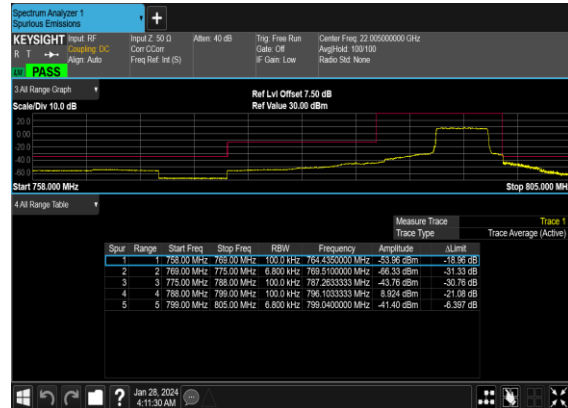 Spectrum Analyzer 1
Spurious Emissions
KEYSIGHT Input: RF Input Z: 50 Ω Atten: 40 dB Trig: Free Run Center Freq: 22.005000000 GHz
R T Coupling: DC Corr CCorr Gate: Off Avg|Hold: 100/100
Align: Auto Freq Ref: Int (S) IF Gain: Low Radio Std: None
LW PASS
3 All Range Graph Ref Lvl Offset 7.50 dB
Scale/Div 10.0 dB Ref Value 30.00 dBm
20.0
0.00
-20.0
-40.0
-60.0
Start 758.000 MHz Stop 805.000 MH
4 All Range Table
Measure Trace Trace 1
Trace Type Trace Average (Active)
Spur Range Start Freq Stop Freq RBW Frequency Amplitude ΔLimit
1 1 758.00 MHz 769.00 MHz 100.0 kHz 764.4350000 MHz -53.96 dBm -18.96 dB
2 2 769.00 MHz 775.00 MHz 6.800 kHz 769.5100000 MHz -66.33 dBm -31.33 dB
3 3 775.00 MHz 788.00 MHz 100.0 kHz 787.2633333 MHz -43.76 dBm -30.76 dB
4 4 788.00 MHz 799.00 MHz 100.0 kHz 796.1033333 MHz 8.924 dBm -21.08 dB
5 5 799.00 MHz 805.00 MHz 6.800 kHz 799.0400000 MHz -41.40 dBm -6.397 dB
Jan 28, 2024
4:11:30 AM